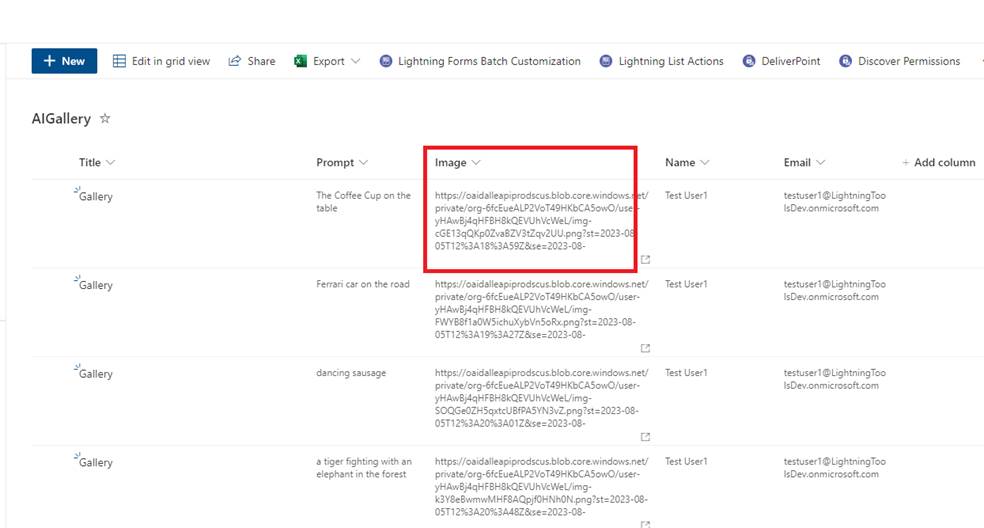 + New Edit in grid view Share Export Lightning Forms Batch Customization Lightning List Actions DeliverPoint Discover Permissions
AIGallery
Title Prompt Image Name Email + Add column
Gallery
The Coffee Cup on the
table
https://oaidalleapiprodscus.blob.core.windows.net/
private/org-6fcEueALP2VoT49HKbCA5owO/user-
yHAwBj4qHFBH8kQEVUhVcWeL/img-
cGE13qQKp0ZvaBZV3tZqv2UU.png?st=2023-08-
05T12%3A18%3A59Z&se=2023-08-
Test User1
testuser1@LightningToo
lsDev.onmicrosoft.com
Gallery
Ferrari car on the road
https://oaidalleapiprodscus.blob.core.windows.net/
private/org-6fcEueALP2VoT49HKbCA5owO/user-
yHAwBj4qHFBH8kQEVUhVcWeL/img-
FWYB8f1a0W5ichuXybVn5oRx.png?st=2023-08-
05T12%3A19%3A27Z&se=2023-08-
Test User1
testuser1@LightningToo
lsDev.onmicrosoft.com
Gallery
dancing sausage
https://oaidalleapiprodscus.blob.core.windows.net/
private/org-6fcEueALP2VoT49HKbCA5owO/user-
yHAwBj4qHFBH8kQEVUhVcWeL/img-
SOQGe0ZH5qxtcUBfPA5YN3vZ.png?st=2023-08-
05T12%3A20%3A01Z&se=2023-08-
Test User1
testuser1@LightningToo
lsDev.onmicrosoft.com
Gallery
a tiger fighting with an
elephant in the forest
https://oaidalleapiprodscus.blob.core.windows.net/
private/org-6fcEueALP2VoT49HKbCA5owO/user-
yHAwBj4qHFBH8kQEVUhVcWeL/img-
k3Y8eBwmwMHF8AQpjf0HNh0N.png?st=2023-08-
05T12%3A20%3A48Z&se=2023-08-
Test User1
testuser1@LightningToo
lsDev.onmicrosoft.com